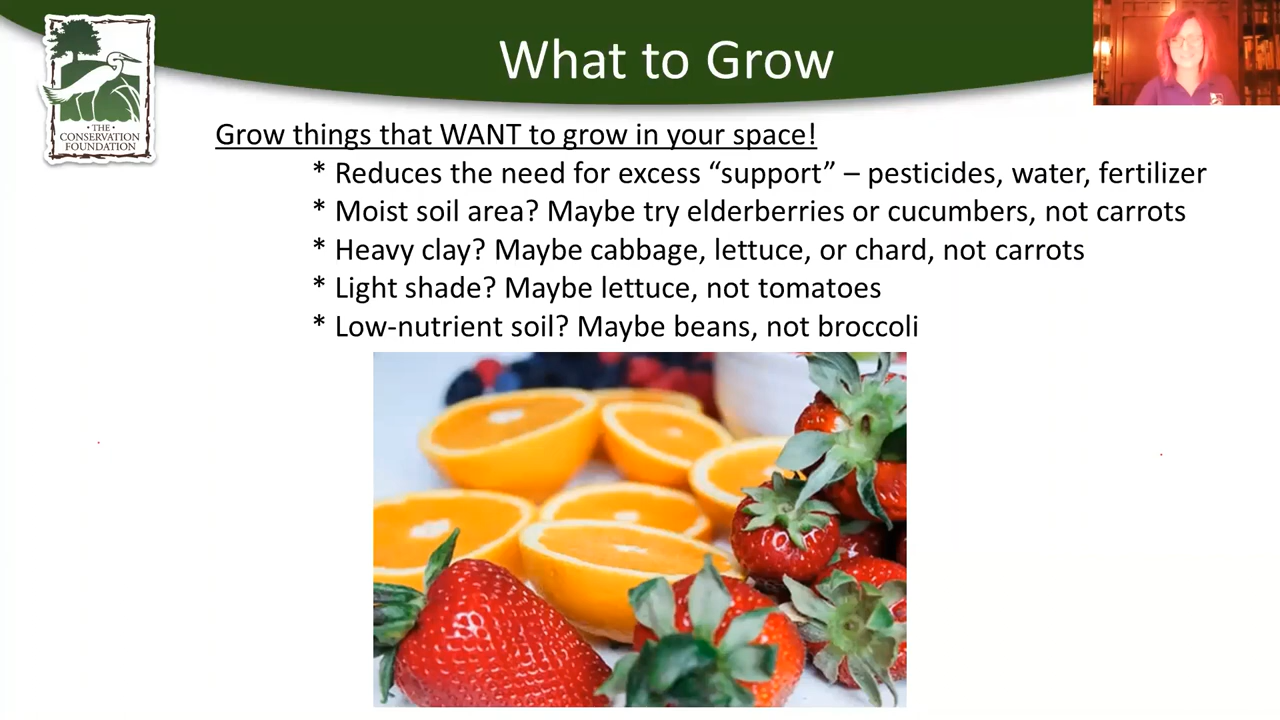 What to Grow
• THE •
CONSERVATION
FOUNDATION
Grow things that WANT to grow in your space!
* Reduces the need for excess “support” – pesticides, water, fertilizer
* Moist soil area? Maybe try elderberries or cucumbers, not carrots
* Heavy clay? Maybe cabbage, lettuce, or chard, not carrots
* Light shade? Maybe lettuce, not tomatoes
* Low-nutrient soil? Maybe beans, not broccoli